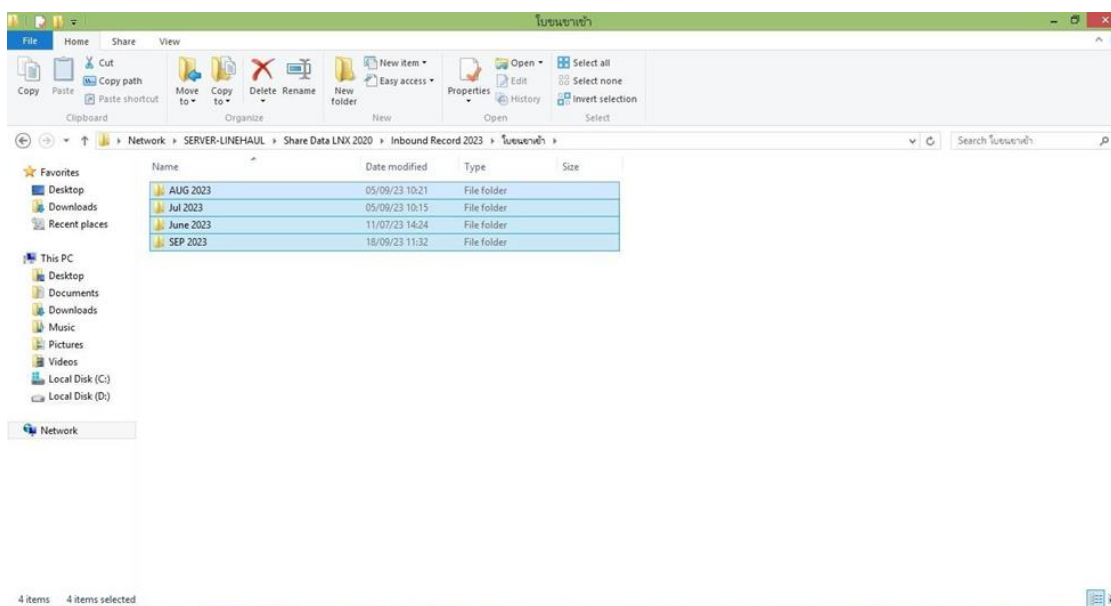 ใบขนขาเข้า
File Home Share View
Copy
Paste
Cut
Copy path
Paste shortcut
Move to
Copy to
Delete
Rename
New folder
New item
Easy access
Properties
Open
Edit
History
Select all
Select none
Invert selection
Clipboard Organize New Open Select
Network SERVER-LINEHAUL Share Data LNX 2020 Inbound Record 2023 ใบขนขาเข้า
Search ใบขนขาเข้า
Favorites
Desktop
Downloads
Recent places
This PC
Desktop
Documents
Downloads
Music
Pictures
Videos
Local Disk (C:)
Local Disk (D:)
Network
Name Date modified Type Size
AUG 2023 05/09/23 10:21 File folder
Jul 2023 05/09/23 10:15 File folder
June 2023 11/07/23 14:24 File folder
SEP 2023 18/09/23 11:32 File folder
4 items 4 items selected